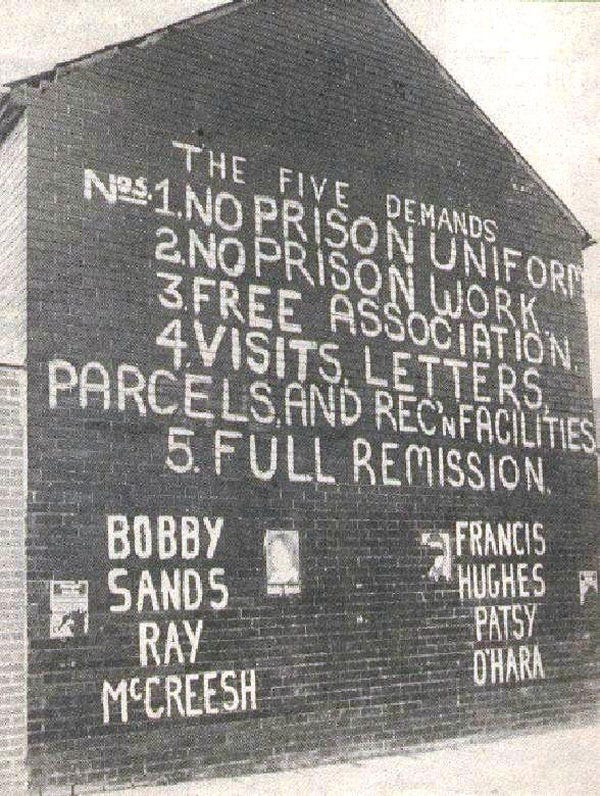 THE FIVE DEMANDS
Nos. 1. NO PRISON UNIFORM
2. NO PRISON WORK.
3. FREE ASSOCIATION.
4. VISITS, LETTERS,
PARCELS, AND REC'N FACILITIES
5. FULL REMISSION.
BOBBY
SANDS
RAY
McCREESH
FRANCIS
HUGHES
PATSY
O'HARA